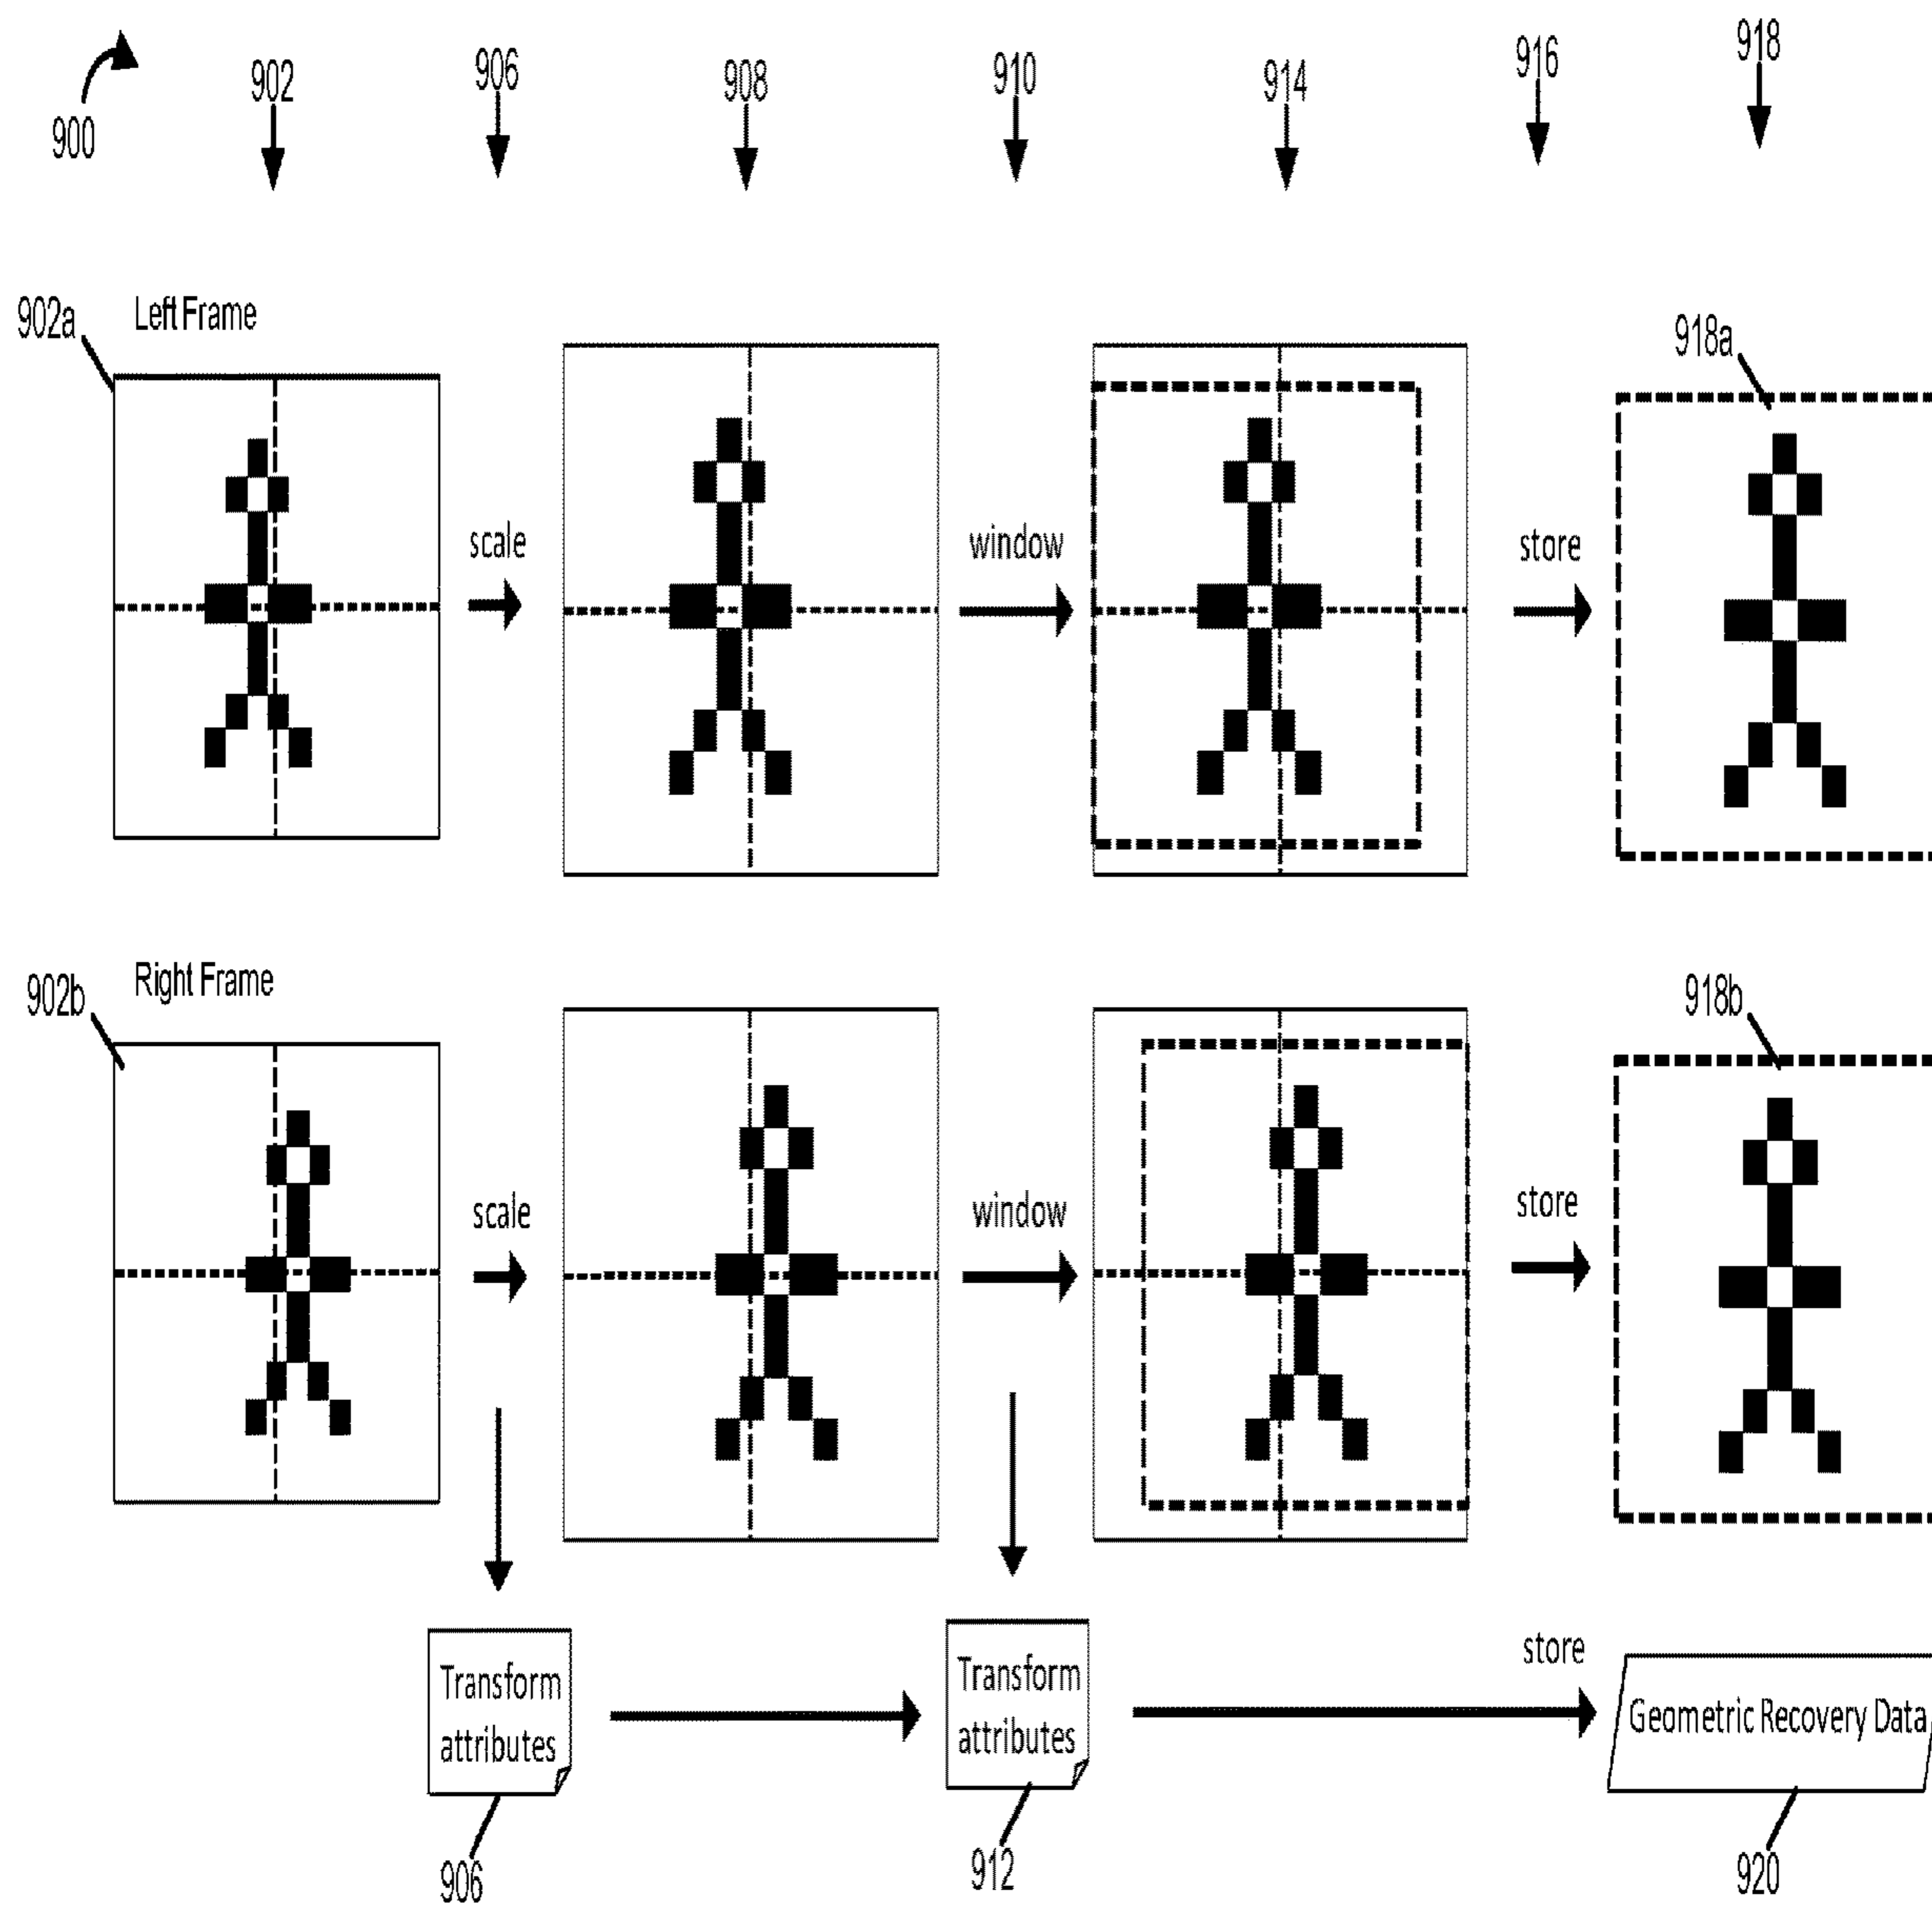 900
902
906
908
910
914
916
918
902a
Left Frame
918a
scale
window
store
902b
Right Frame
918b
scale
window
store
Transform
attributes
Transform
attributes
store
Geometric Recovery Data
906
912
920